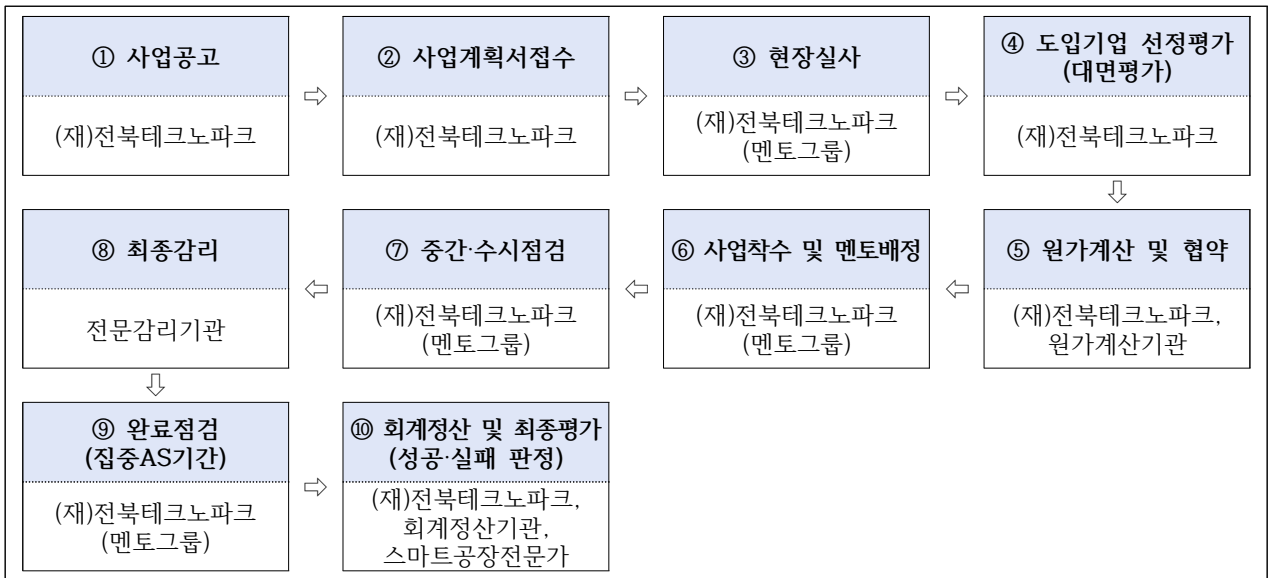 ① 사업공고
(재)전북테크노파크
② 사업계획서접수
(재)전북테크노파크
③ 현장실사
(재)전북테크노파크
(멘토그룹)
④ 도입기업 선정평가
(대면평가)
(재)전북테크노파크
⑤ 원가계산 및 협약
(재)전북테크노파크,
원가계산기관
⑥ 사업착수 및 멘토배정
(재)전북테크노파크
(멘토그룹)
⑦ 중간·수시점검
(재)전북테크노파크
(멘토그룹)
⑧ 최종감리
전문감리기관
⑨ 완료점검
(집중AS기간)
(재)전북테크노파크
(멘토그룹)
⑩ 회계정산 및 최종평가
(성공·실패 판정)
(재)전북테크노파크,
회계정산기관,
스마트공장전문가